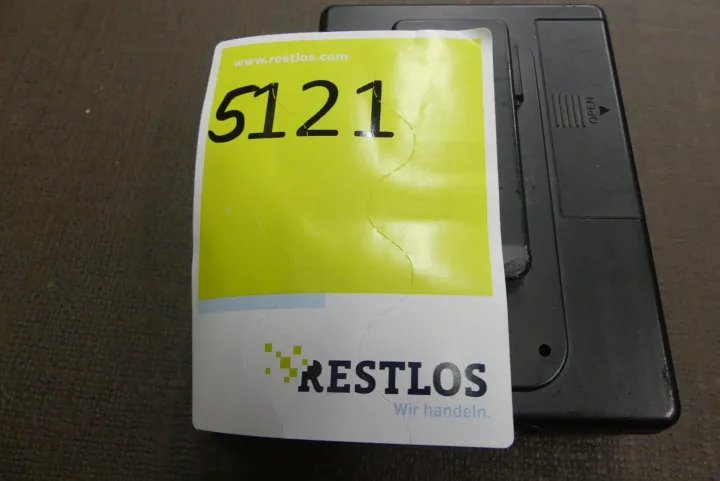 www.restlos.com
5121
RESTLOS
Wir handeln.
OPEN